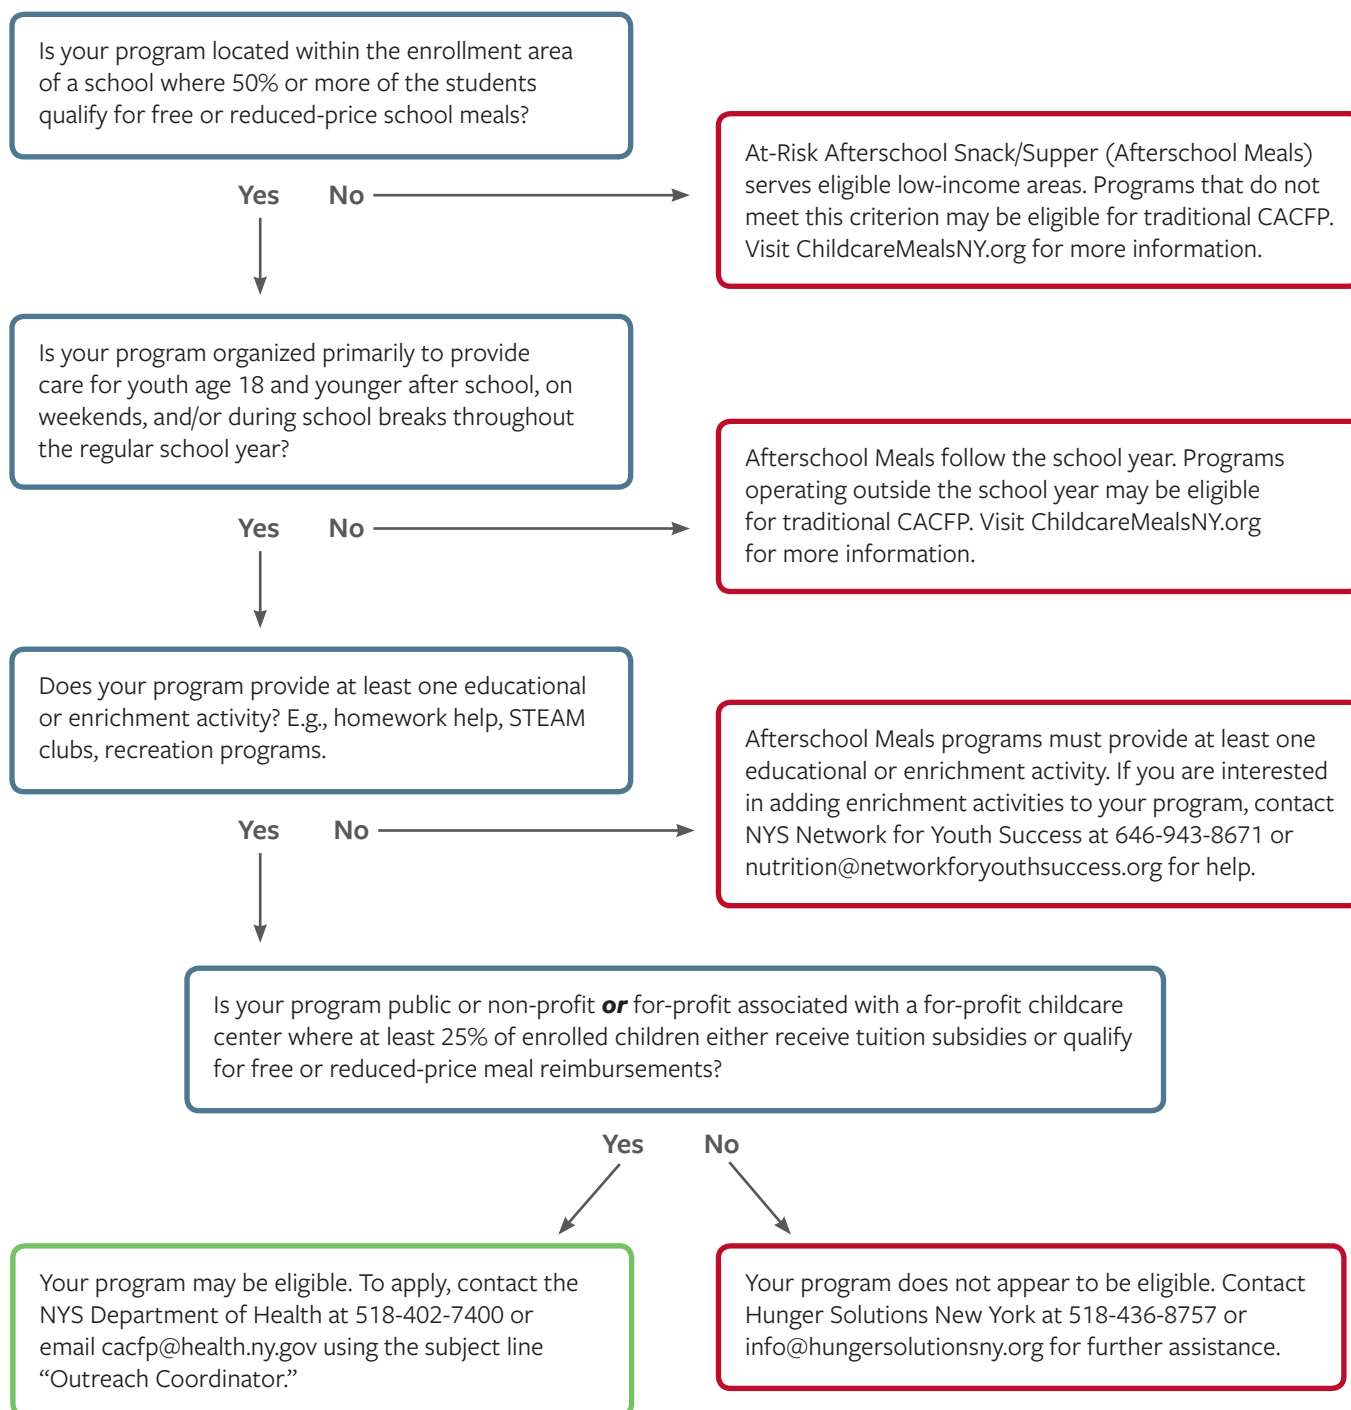 Is your program located within the enrollment area
of a school where 50% or more of the students
qualify for free or reduced-price school meals?
Yes No
At-Risk Afterschool Snack/Supper (Afterschool Meals)
serves eligible low-income areas. Programs that do not
meet this criterion may be eligible for traditional CACFP.
Visit ChildcareMealsNY.org for more information.
Is your program organized primarily to provide
care for youth age 18 and younger after school, on
weekends, and/or during school breaks throughout
the regular school year?
Yes No
Afterschool Meals follow the school year. Programs
operating outside the school year may be eligible
for traditional CACFP. Visit ChildcareMealsNY.org
for more information.
Does your program provide at least one educational
or enrichment activity? E.g., homework help, STEAM
clubs, recreation programs.
Yes No
Afterschool Meals programs must provide at least one
educational or enrichment activity. If you are interested
in adding enrichment activities to your program, contact
NYS Network for Youth Success at 646-943-8671 or
nutrition@networkforyouthsuccess.org for help.
Is your program public or non-profit or for-profit associated with a for-profit childcare
center where at least 25% of enrolled children either receive tuition subsidies or qualify
for free or reduced-price meal reimbursements?
Yes No
Your program may be eligible. To apply, contact the
NYS Department of Health at 518-402-7400 or
email cacfp@health.ny.gov using the subject line
“Outreach Coordinator.”
Your program does not appear to be eligible. Contact
Hunger Solutions New York at 518-436-8757 or
info@hungersolutionsny.org for further assistance.